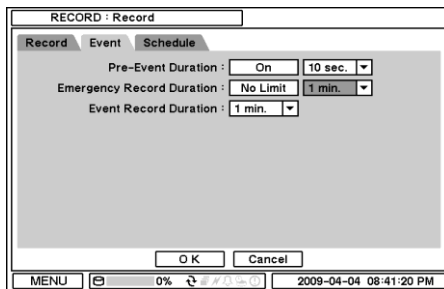 RECORD : Record
Record Event Schedule
Pre-Event Duration : On 10 sec.
Emergency Record Duration : No Limit 1 min.
Event Record Duration : 1 min.
OK Cancel
MENU 0% 2009-04-04 08:41:20 PM